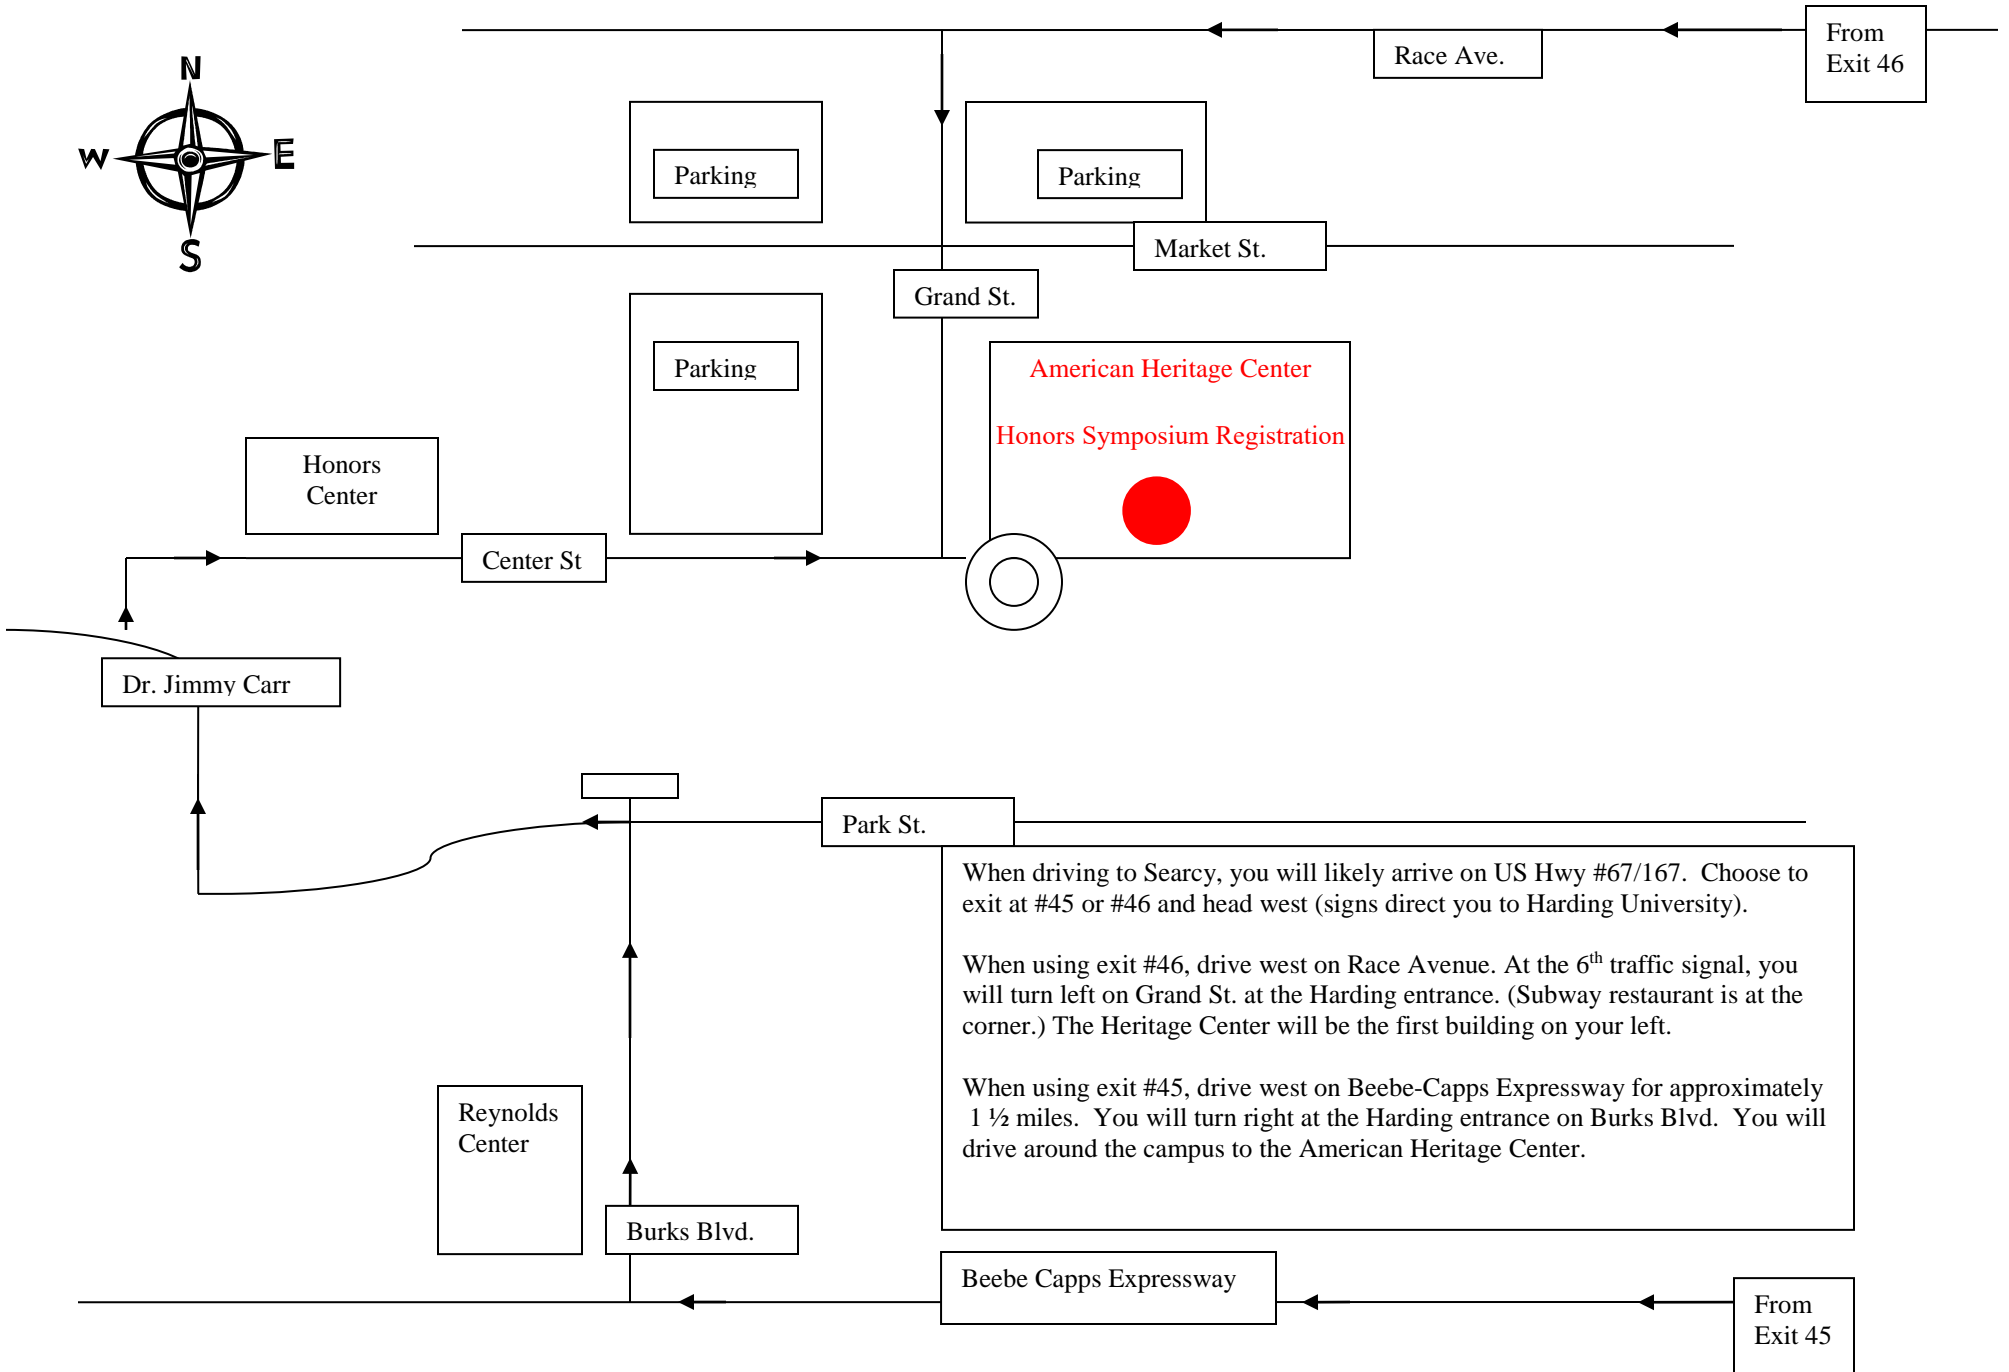 From
Exit 46
Race Ave.
N
W
E
S
Parking
Parking
Market St.
Grand St.
Parking
American Heritage Center
Honors Symposium Registration
Honors
Center
Center St
Dr. Jimmy Carr
Park St.
When driving to Searcy, you will likely arrive on US Hwy #67/167.  Choose to
exit at #45 or #46 and head west (signs direct you to Harding University).
When using exit #46, drive west on Race Avenue. At the 6th traffic signal, you
will turn left on Grand St. at the Harding entrance. (Subway restaurant is at the
corner.) The Heritage Center will be the first building on your left.
When using exit #45, drive west on Beebe-Capps Expressway for approximately
1 ½ miles.  You will turn right at the Harding entrance on Burks Blvd.  You will
drive around the campus to the American Heritage Center.
Reynolds
Center
Burks Blvd.
Beebe Capps Expressway
From
Exit 45